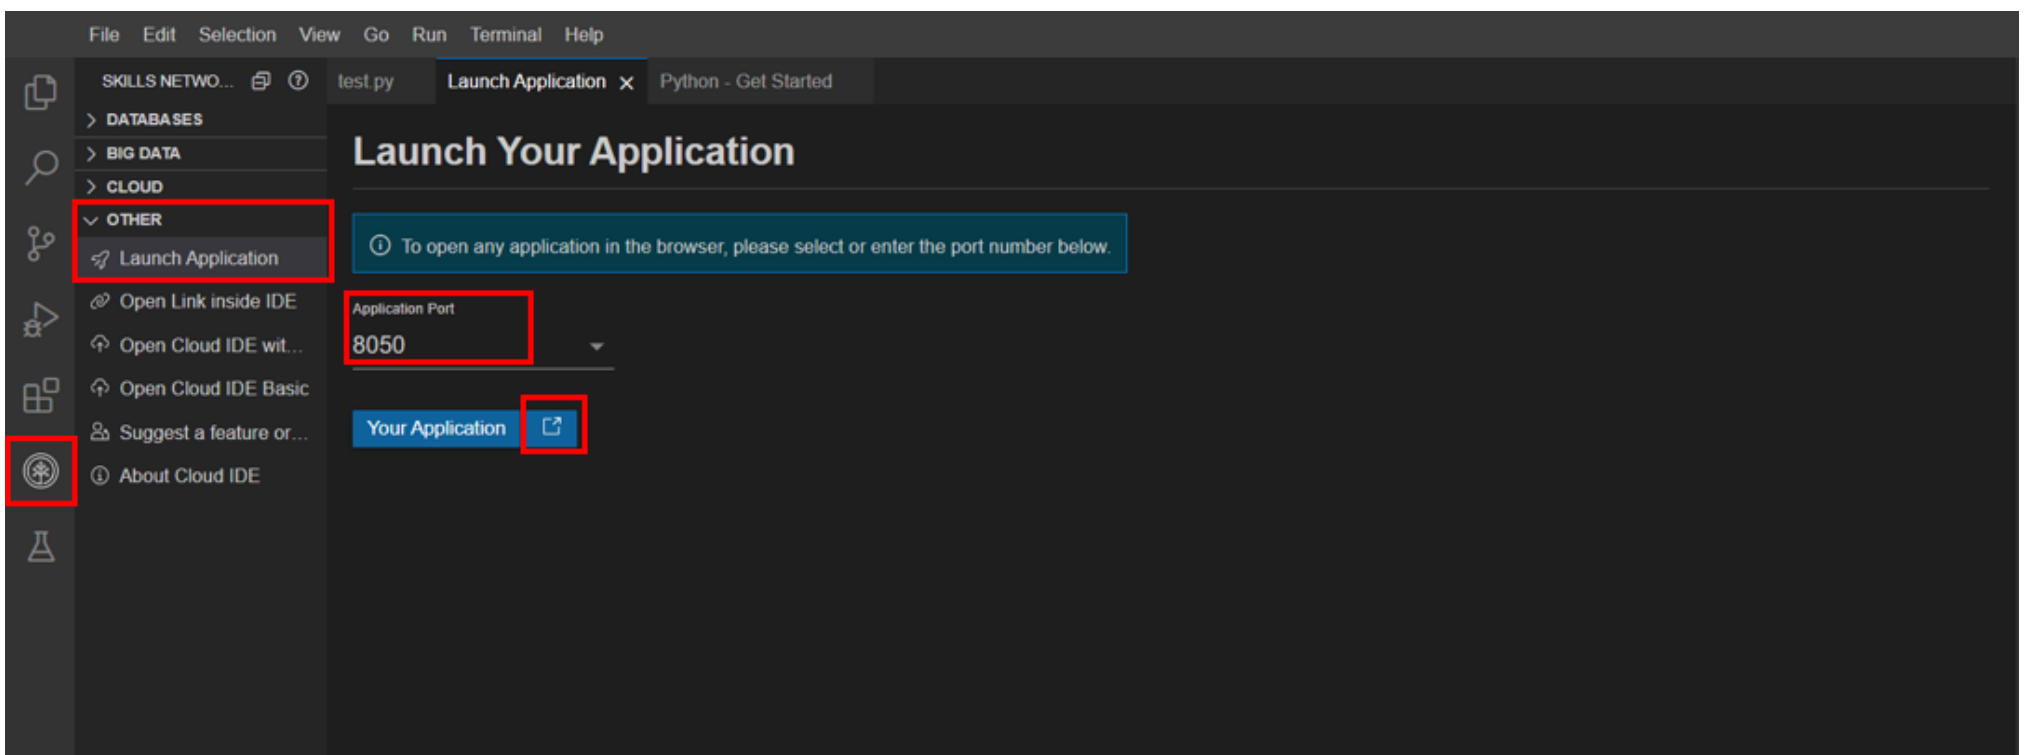 File Edit Selection View Go Run Terminal Help
SKILLS NETWO...
test.py Launch Application Python - Get Started
DATABASES
BIG DATA
CLOUD
OTHER
Launch Application
Open Link inside IDE
Open Cloud IDE wit...
Open Cloud IDE Basic
Suggest a feature or...
About Cloud IDE
Launch Your Application
To open any application in the browser, please select or enter the port number below.
Application Port
8050
Your Application